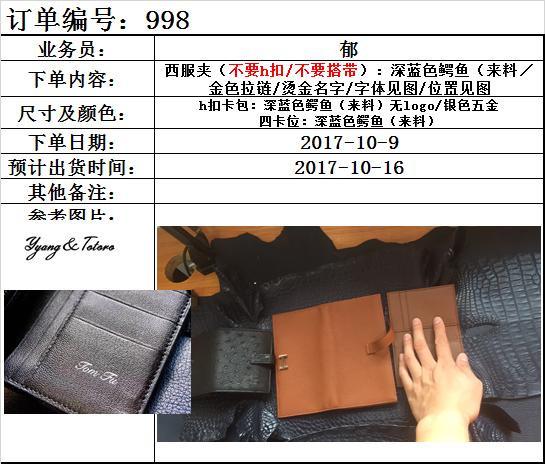 订单编号：998
业务员： 郁
下单内容： 西服夹（不要h扣/不要搭带）：深蓝色鳄鱼（来料／
金色拉链/烫金名字/字体见图/位置见图
尺寸及颜色： h扣卡包：深蓝色鳄鱼（来料）无logo/银色五金
四卡位：深蓝色鳄鱼（来料）
下单日期： 2017-10-9
预计出货时间： 2017-10-16
其他备注：
参考图片：
Yyang & Totoro
Tom Fu